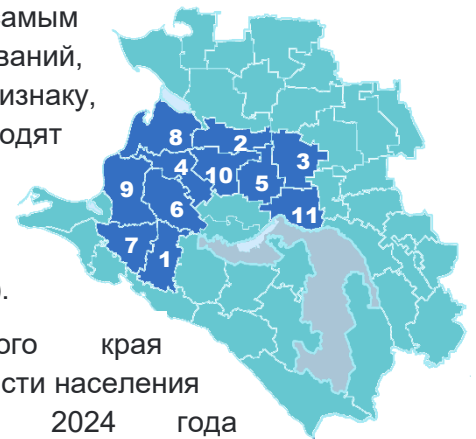 самым
ваний,
изнаку,
одят
8
2
3
4
10
5
9
6
11
7
1
).
ого края
сти населения
2024 года